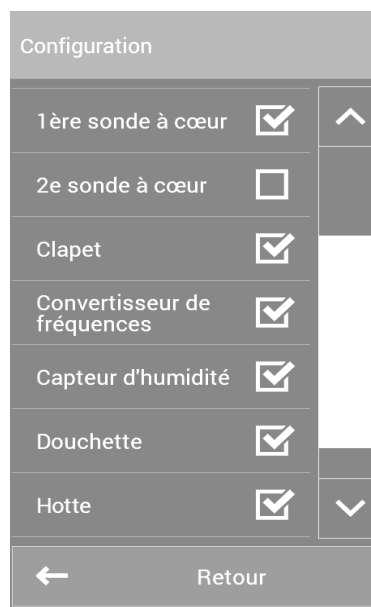 Configuration
1ère sonde à cœur
2e sonde à cœur
Clapet
Convertisseur de
fréquences
Capteur d'humidité
Douchette
Hotte
Retour